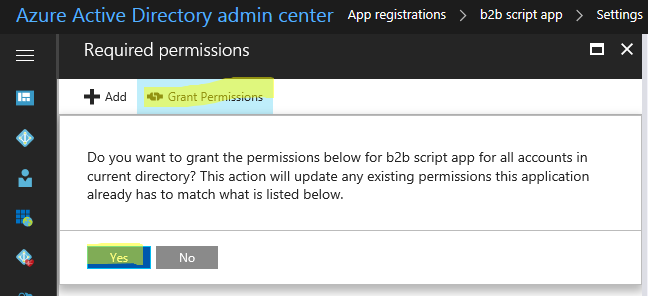 Azure Active Directory admin center App registrations > b2b script app > Settings
Required permissions
Add Grant Permissions
Do you want to grant the permissions below for b2b script app for all accounts in
current directory? This action will update any existing permissions this application
already has to match what is listed below.
Yes No